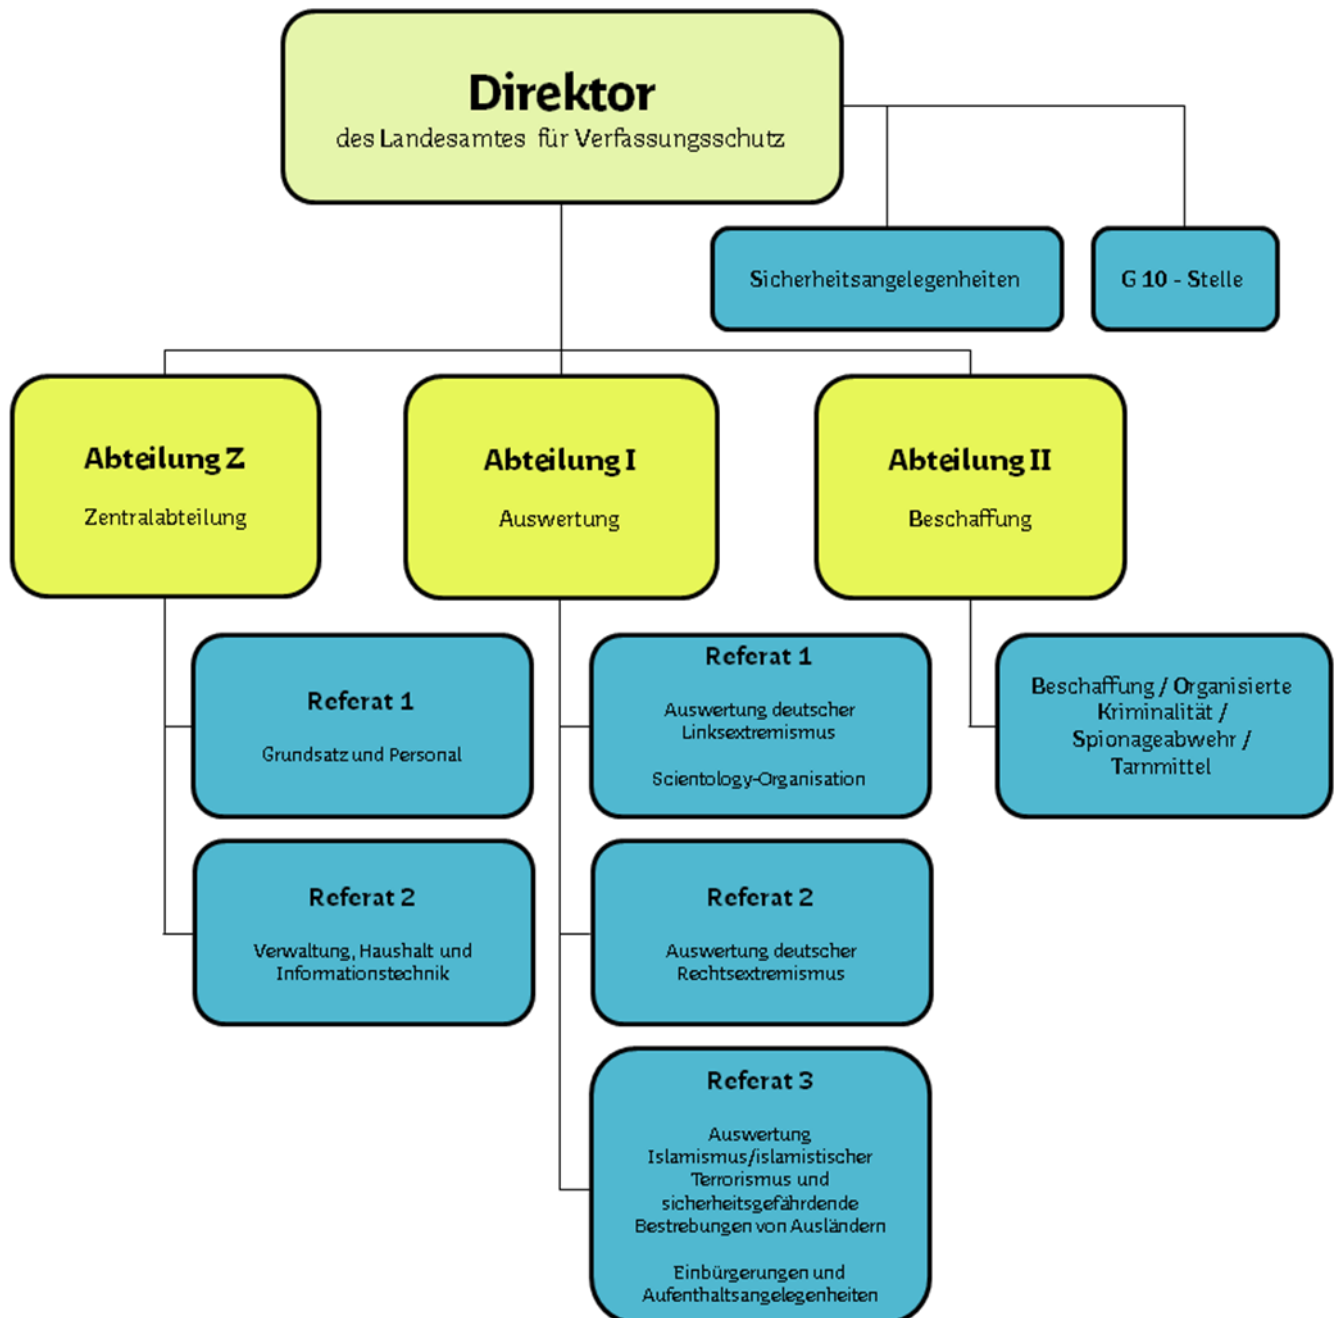 Direktor
des Landesamtes für Verfassungsschutz
Sicherheitsangelegenheiten
G 10 - Stelle
Abteilung Z
Zentralabteilung
Abteilung I
Auswertung
Abteilung II
Beschaffung
Referat 1
Grundsatz und Personal
Referat 2
Verwaltung, Haushalt und
Informationstechnik
Referat 1
Auswertung deutscher
Linksextremismus
Scientology-Organisation
Referat 2
Auswertung deutscher
Rechtsextremismus
Referat 3
Auswertung
Islamismus/islamistischer
Terrorismus und
sicherheitsgefährdende
Bestrebungen von Ausländern
Einbürgerungen und
Aufenthaltsangelegenheiten
Beschaffung / Organisierte
Kriminalität /
Spionageabwehr /
Tarnmittel